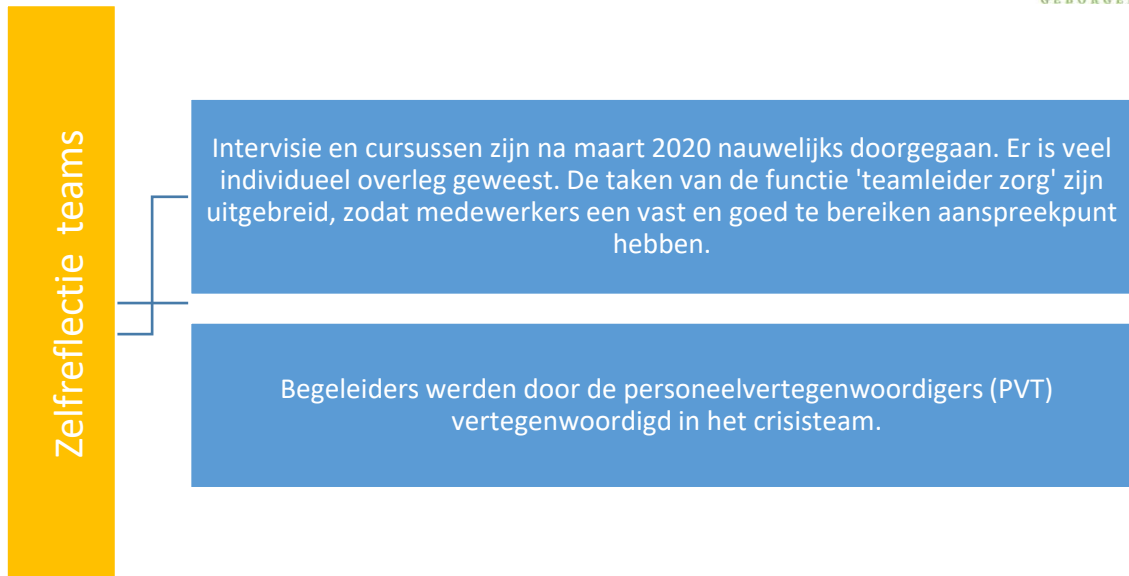 Zelfreflectie teams
Intervisie en cursussen zijn na maart 2020 nauwelijks doorgegaan. Er is veel
individueel overleg geweest. De taken van de functie 'teamleider zorg' zijn
uitgebreid, zodat medewerkers een vast en goed te bereiken aanspreekpunt
hebben.
Begeleiders werden door de personeelvertegenwoordigers (PVT)
vertegenwoordigd in het crisisteam.